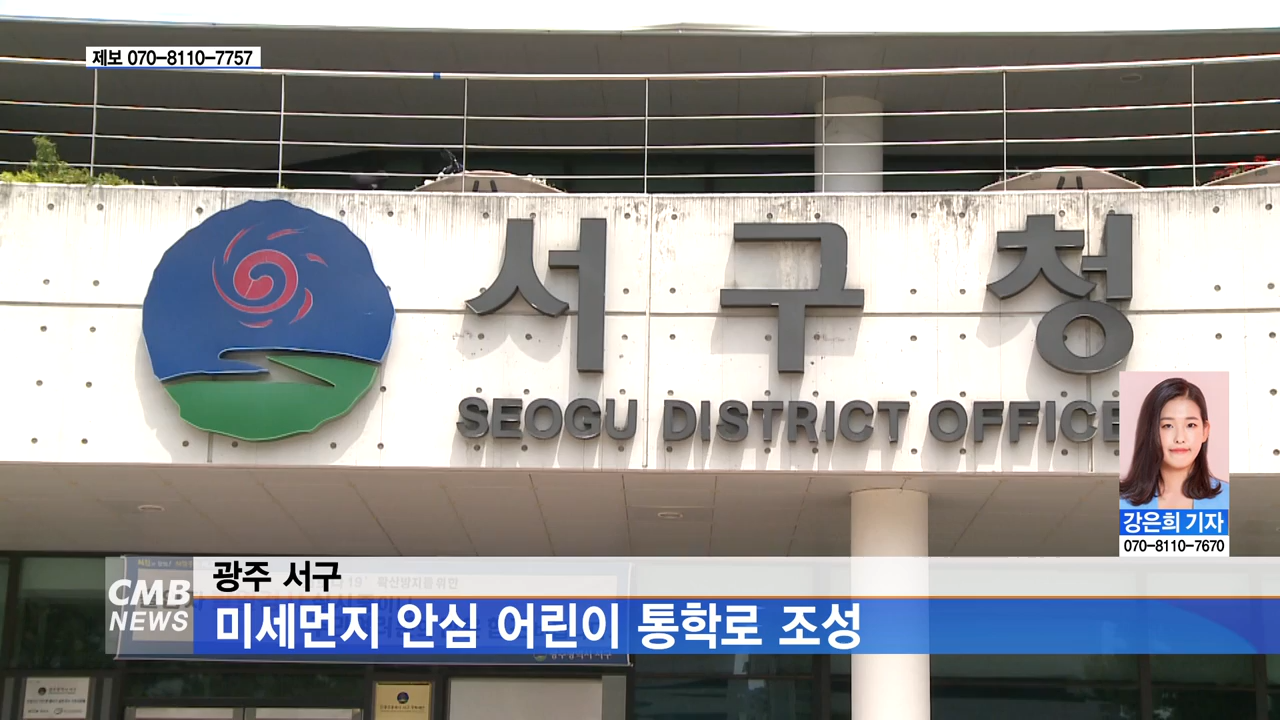 제보 070-8110-7757
서구청
SEOGU DISTRICT OFFICE
강은희 기자
070-8110-7670
CMB
NEWS
광주 서구
미세먼지 안심 어린이 통학로 조성